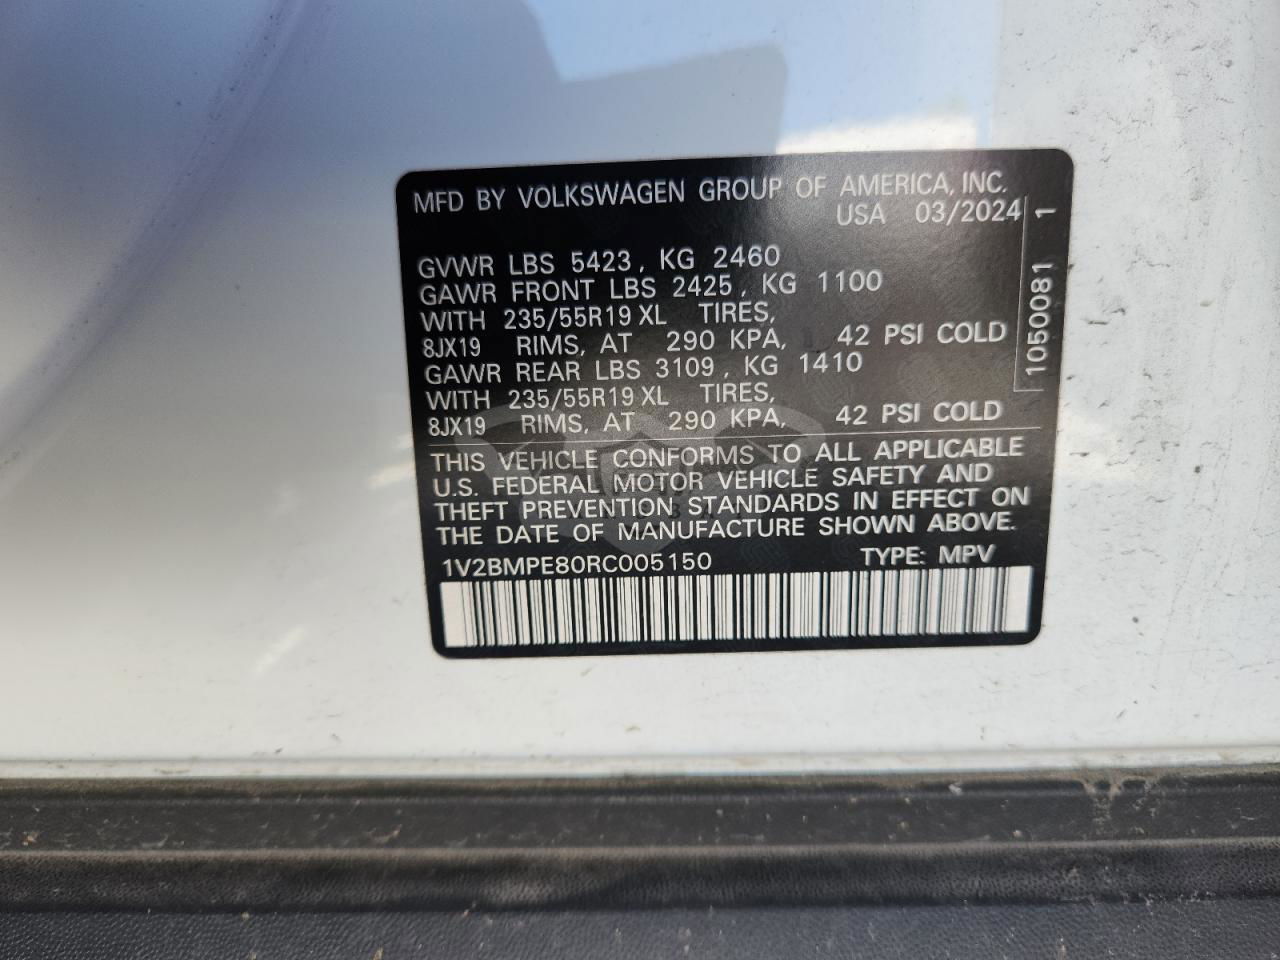 MFD BY VOLKSWAGEN GROUP OF AMERICA, INC.
USA 03/2024
GVWR LBS 5423, KG 2460
GAWR FRONT LBS 2425, KG 1100
WITH 235/55R19 XL TIRES,
8JX19 RIMS, AT 290 KPA, 42 PSI COLD
GAWR REAR LBS 3109, KG 1410
WITH 235/55R19 XL TIRES,
8JX19 RIMS, AT 290 KPA, 42 PSI COLD
THIS VEHICLE CONFORMS TO ALL APPLICABLE
U.S. FEDERAL MOTOR VEHICLE SAFETY AND
THEFT PREVENTION STANDARDS IN EFFECT ON
THE DATE OF MANUFACTURE SHOWN ABOVE.
1V2BMPE80RC005150 TYPE: MPV
1050081 1